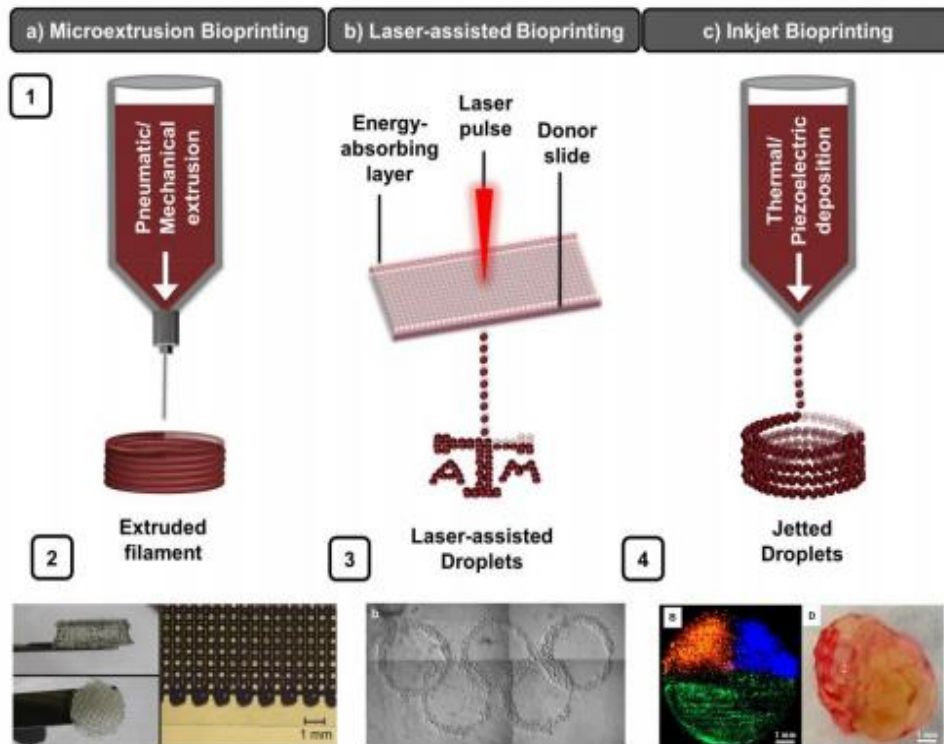 a) Microextrusion Bioprinting
b) Laser-assisted Bioprinting
c) Inkjet Bioprinting
1
Pneumatic/
Mechanical
extrusion
Energy-
absorbing
layer
Laser
pulse
Donor
slide
Thermal/
Piezoelectric
deposition
A T M
Extruded
filament
Laser-assisted
Droplets
Jetted
Droplets
2
3
4
1 mm
b
B
1 mm
D
1 mm